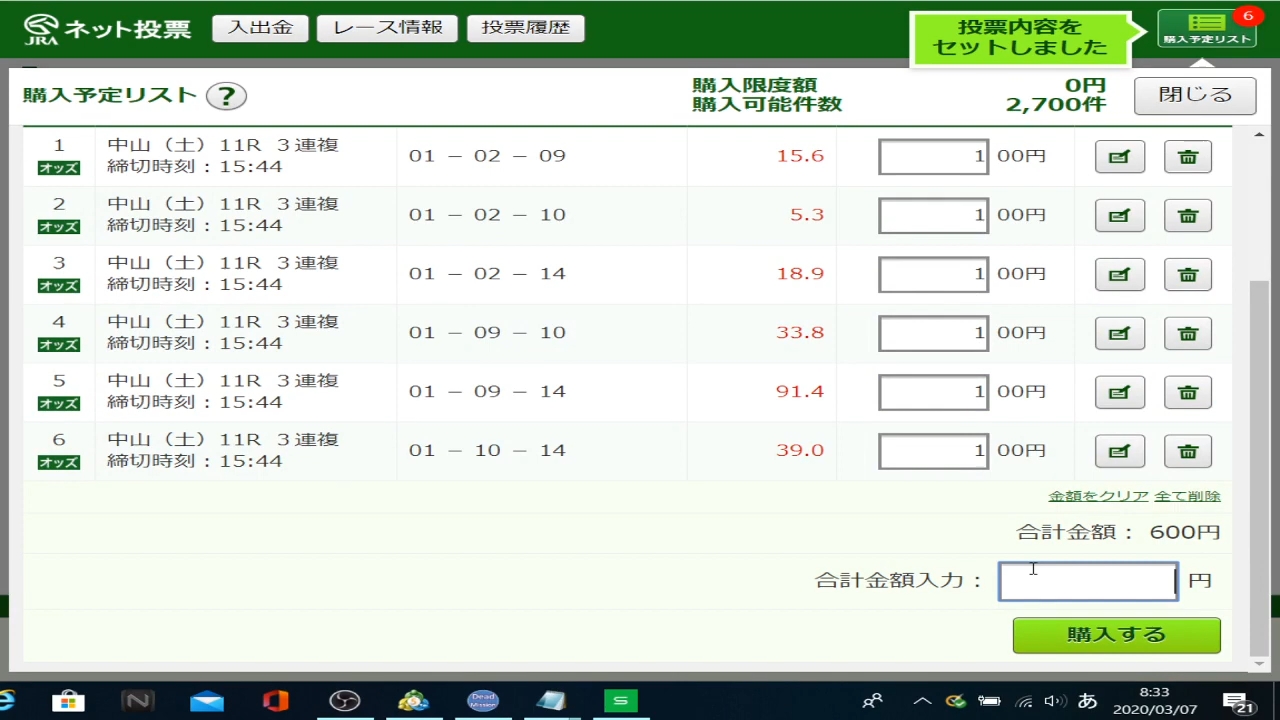 JRA ネット投票 入出金 レース情報 投票履歴
投票内容を
セットしました
6
購入予定リスト
購入予定リスト ?
購入限度額 0円
購入可能件数 2,700件
閉じる
1 中山（土）11R ３連複 01 － 02 － 09 15.6 1 00円
オッズ 締切時刻：15:44
2 中山（土）11R ３連複 01 － 02 － 10 5.3 1 00円
オッズ 締切時刻：15:44
3 中山（土）11R ３連複 01 － 02 － 14 18.9 1 00円
オッズ 締切時刻：15:44
4 中山（土）11R ３連複 01 － 09 － 10 33.8 1 00円
オッズ 締切時刻：15:44
5 中山（土）11R ３連複 01 － 09 － 14 91.4 1 00円
オッズ 締切時刻：15:44
6 中山（土）11R ３連複 01 － 10 － 14 39.0 1 00円
オッズ 締切時刻：15:44
金額をクリア 全て削除
合計金額： 600円
合計金額入力： 円
購入する
Dead
Mission
S
あ
8:33
2020/03/07
21